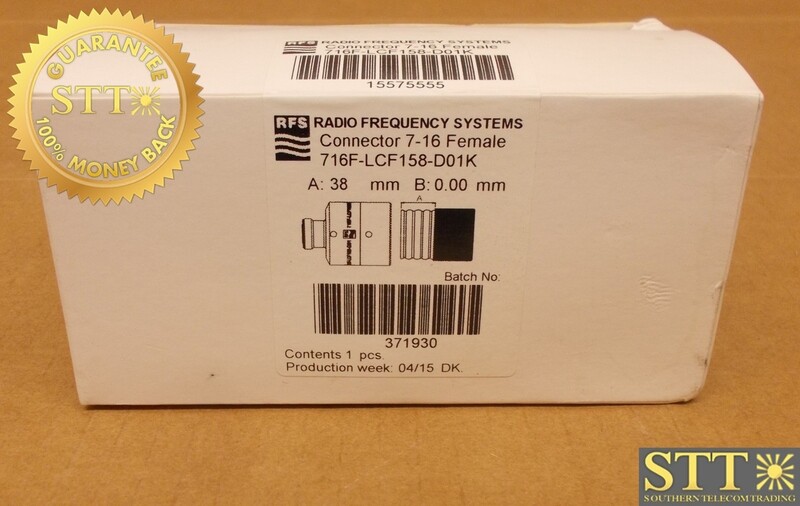 GUARANTEE
STT
100% MONEY BACK
RFS RADIO FREQUENCY SYSTEMS
Connector 7-16 Female
716F-LCF158-D01K
15575555
RFS RADIO FREQUENCY SYSTEMS
Connector 7-16 Female
716F-LCF158-D01K
A: 38 mm B: 0.00 mm
A
Batch No:
371930
Contents 1 pcs.
Production week: 04/15 DK.
STT
SOUTHERN TELECOM TRADING